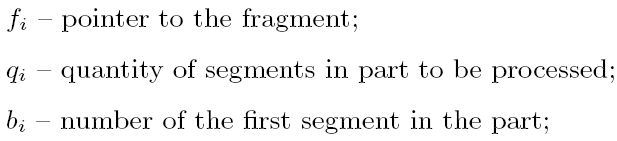 f_i – pointer to the fragment;
q_i – quantity of segments in part to be processed;
b_i – number of the first segment in the part;